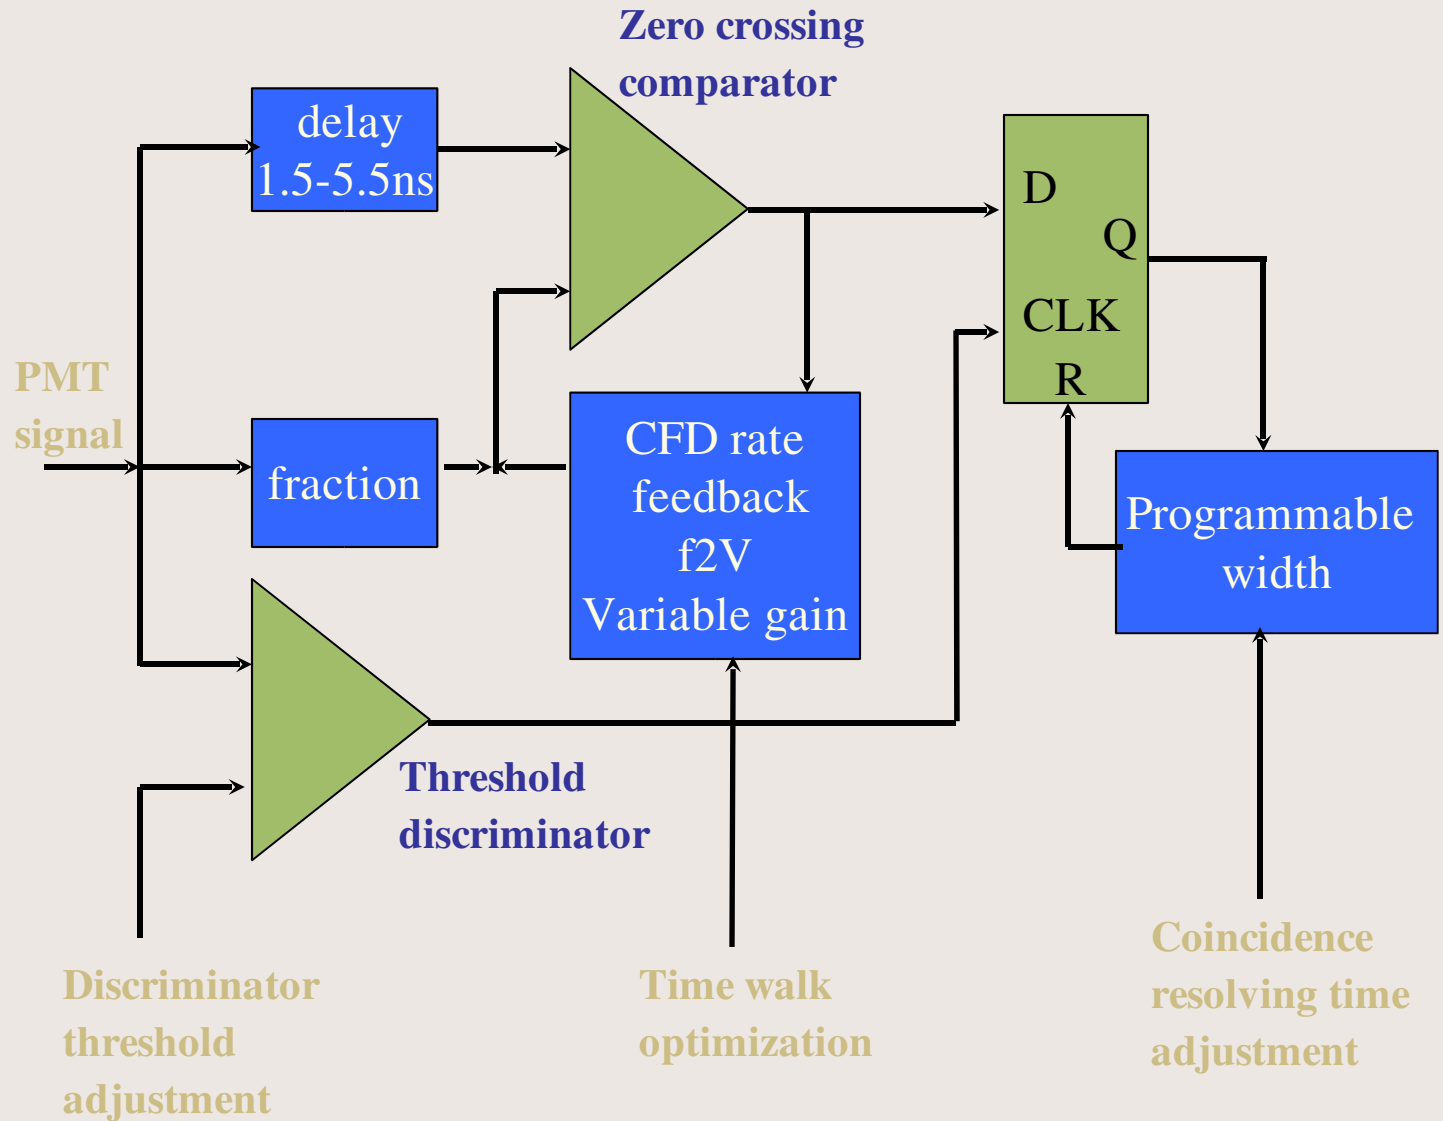 Zero crossing
comparator
delay
1.5-5.5ns
D
Q
CLK
R
PMT
signal
fraction
CFD rate
feedback
f2V
Variable gain
Programmable
width
Threshold
discriminator
Discriminator
threshold
adjustment
Time walk
optimization
Coincidence
resolving time
adjustment